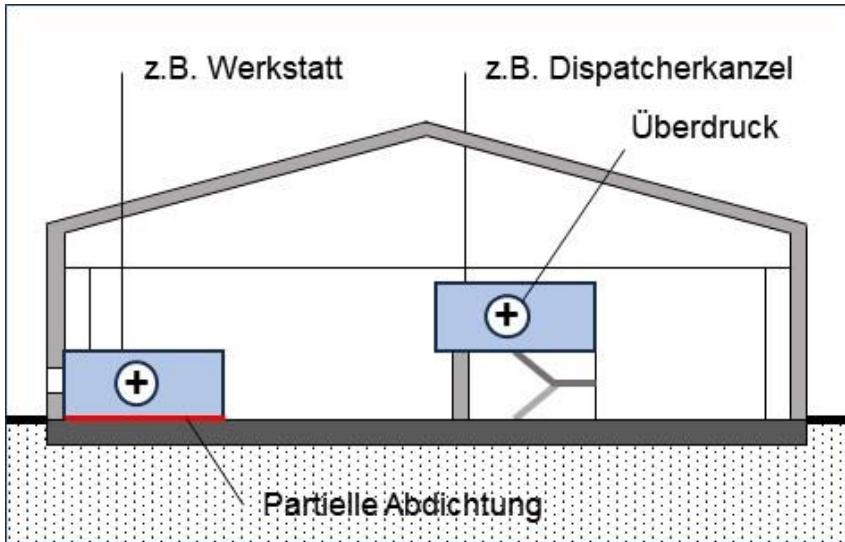 z.B. Werkstatt
z.B. Dispatcherkanzel
Überdruck
+
+
Partielle Abdichtung